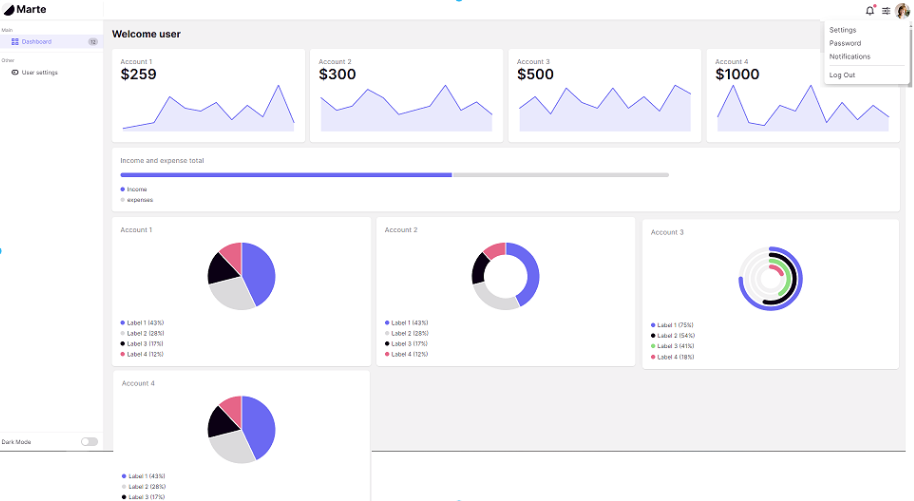 Marte
Main
Dashboard 12
Other
User settings
Dark Mode
Welcome user
Account 1
$259
Account 2
$300
Account 3
$500
Account 4
$1000
Settings
Password
Notifications
Log Out
Income and expense total
Income
expenses
Account 1
Label 1 (43%)
Label 2 (28%)
Label 3 (17%)
Label 4 (12%)
Account 2
Label 1 (43%)
Label 2 (28%)
Label 3 (17%)
Label 4 (12%)
Account 3
Label 1 (75%)
Label 2 (54%)
Label 3 (41%)
Label 4 (18%)
Account 4
Label 1 (43%)
Label 2 (28%)
Label 3 (17%)